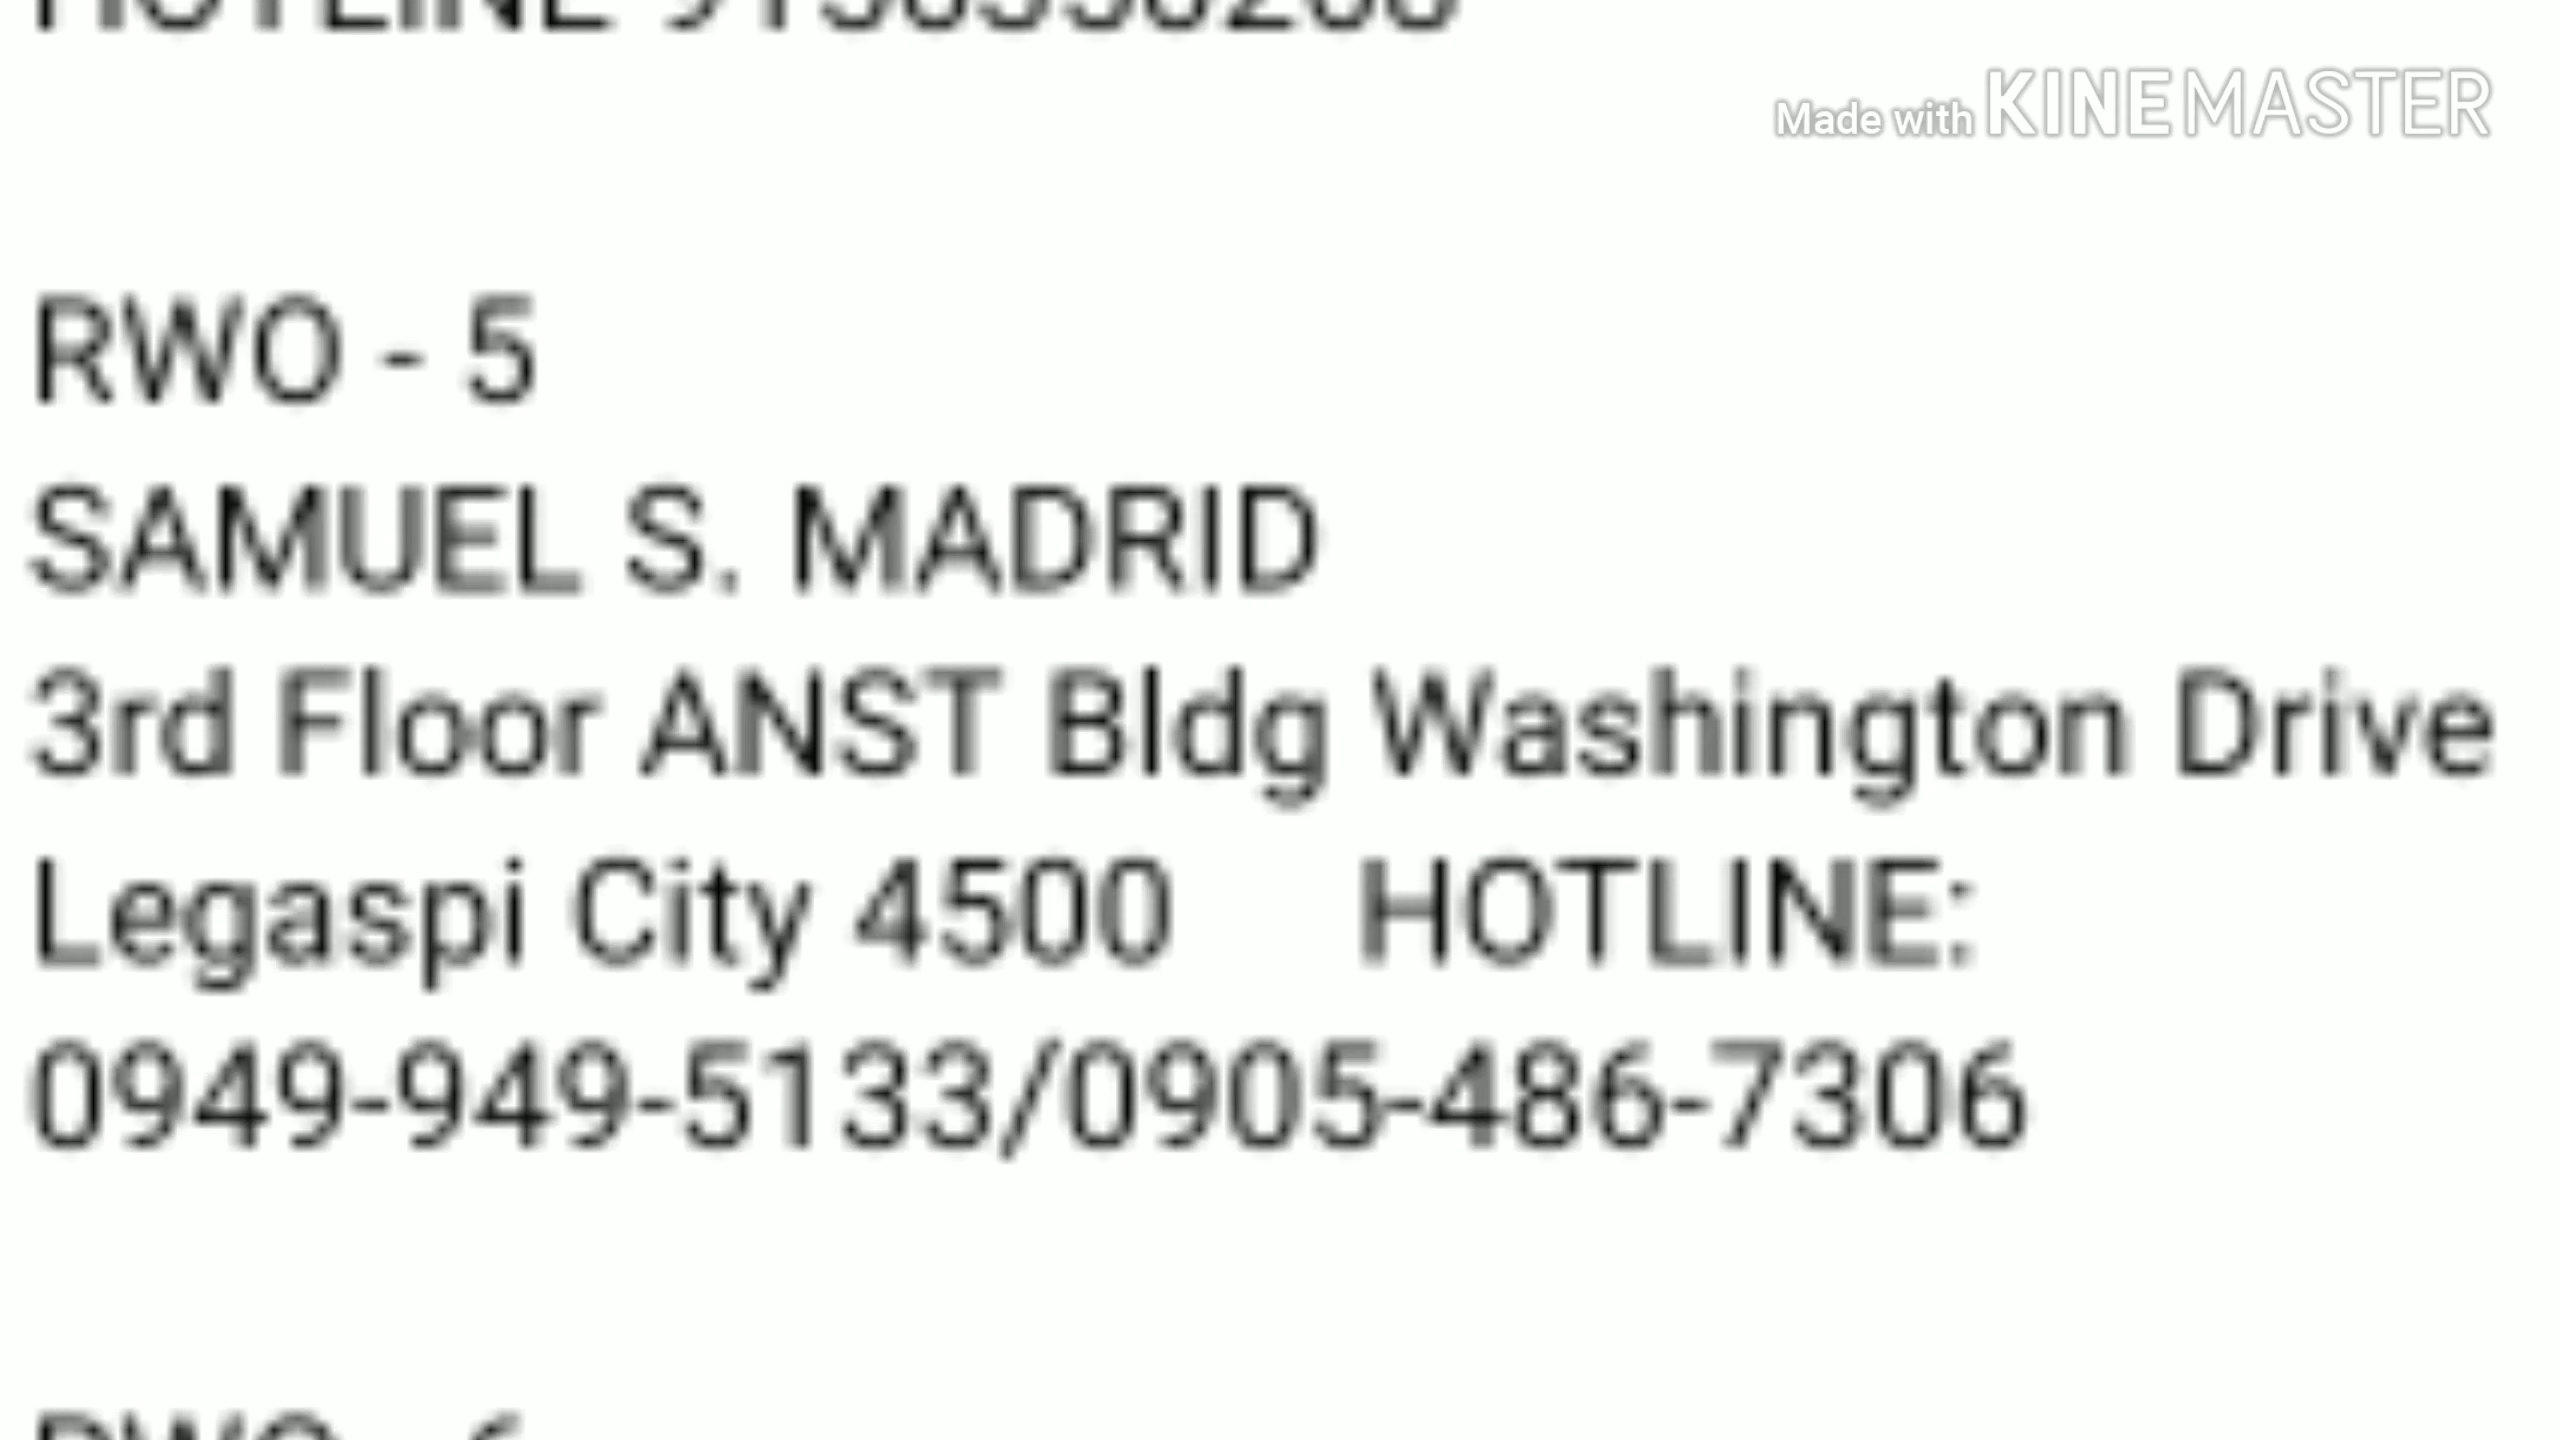 HOTLINE
Made with KINEMASTER
RWO - 5
SAMUEL S. MADRID
3rd Floor ANST Bldg Washington Drive
Legaspi City 4500 HOTLINE:
0949-949-5133/0905-486-7306